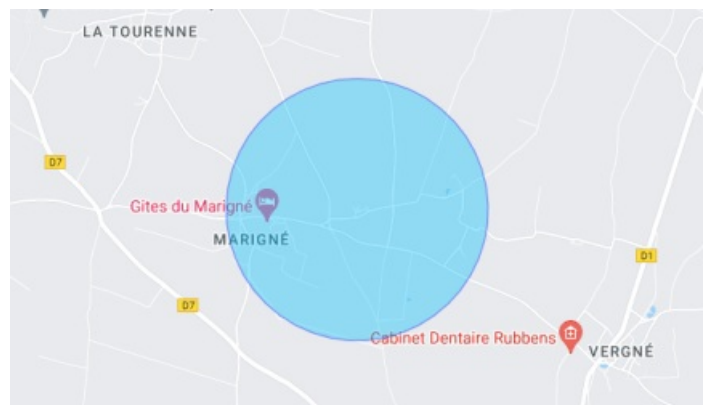 LA TOURENNE
D7
Gites du Marigné
MARIGNÉ
D1
D7
Cabinet Dentaire Rubbens
VERGNÉ